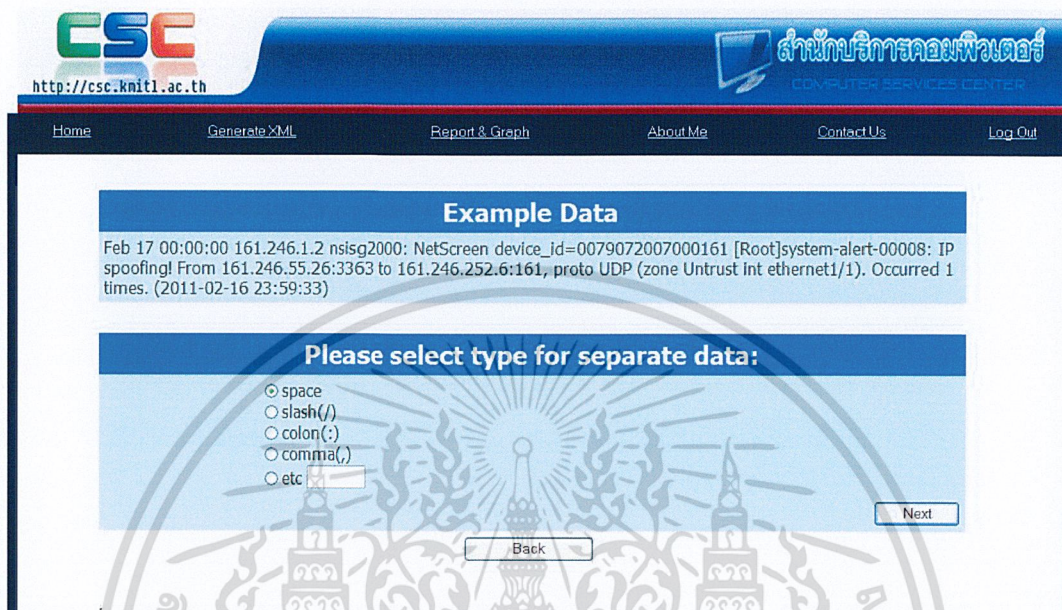 CSC
สำนักบริการคอมพิวเตอร์
COMPUTER SERVICES CENTER
http://csc.kmitl.ac.th
Home Generate XML Report & Graph About Me Contact Us Log Out
Example Data
Feb 17 00:00:00 161.246.1.2 nsisg2000: NetScreen device_id=0079072007000161 [Root]system-alert-00008: IP
spoofing! From 161.246.55.26:3363 to 161.246.252.6:161, proto UDP (zone Untrust int ethernet1/1). Occurred 1
times. (2011-02-16 23:59:33)
Please select type for separate data:
space
slash(/)
colon(:)
comma(,)
etc
Next
Back